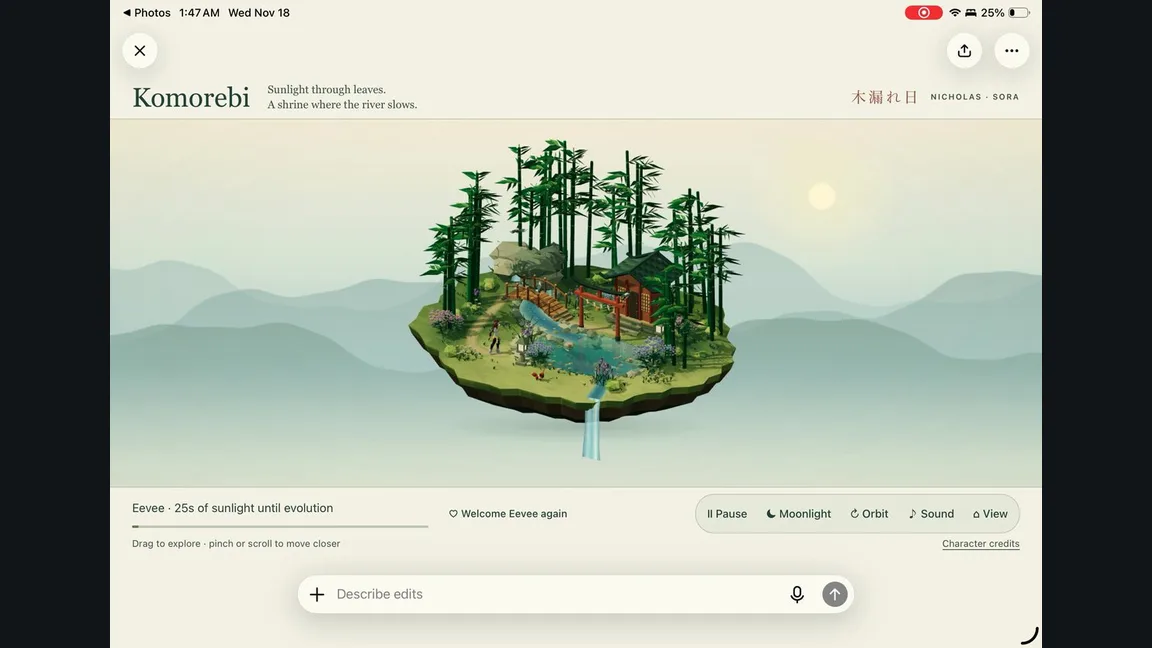 ◀ Photos 1:47 AM Wed Nov 18
25%
Komorebi
Sunlight through leaves.
A shrine where the river slows.
木漏れ日
NICHOLAS · SORA
Eevee · 25s of sunlight until evolution
♡ Welcome Eevee again
Pause
Moonlight
Orbit
Sound
View
Drag to explore · pinch or scroll to move closer
Character credits
Describe edits